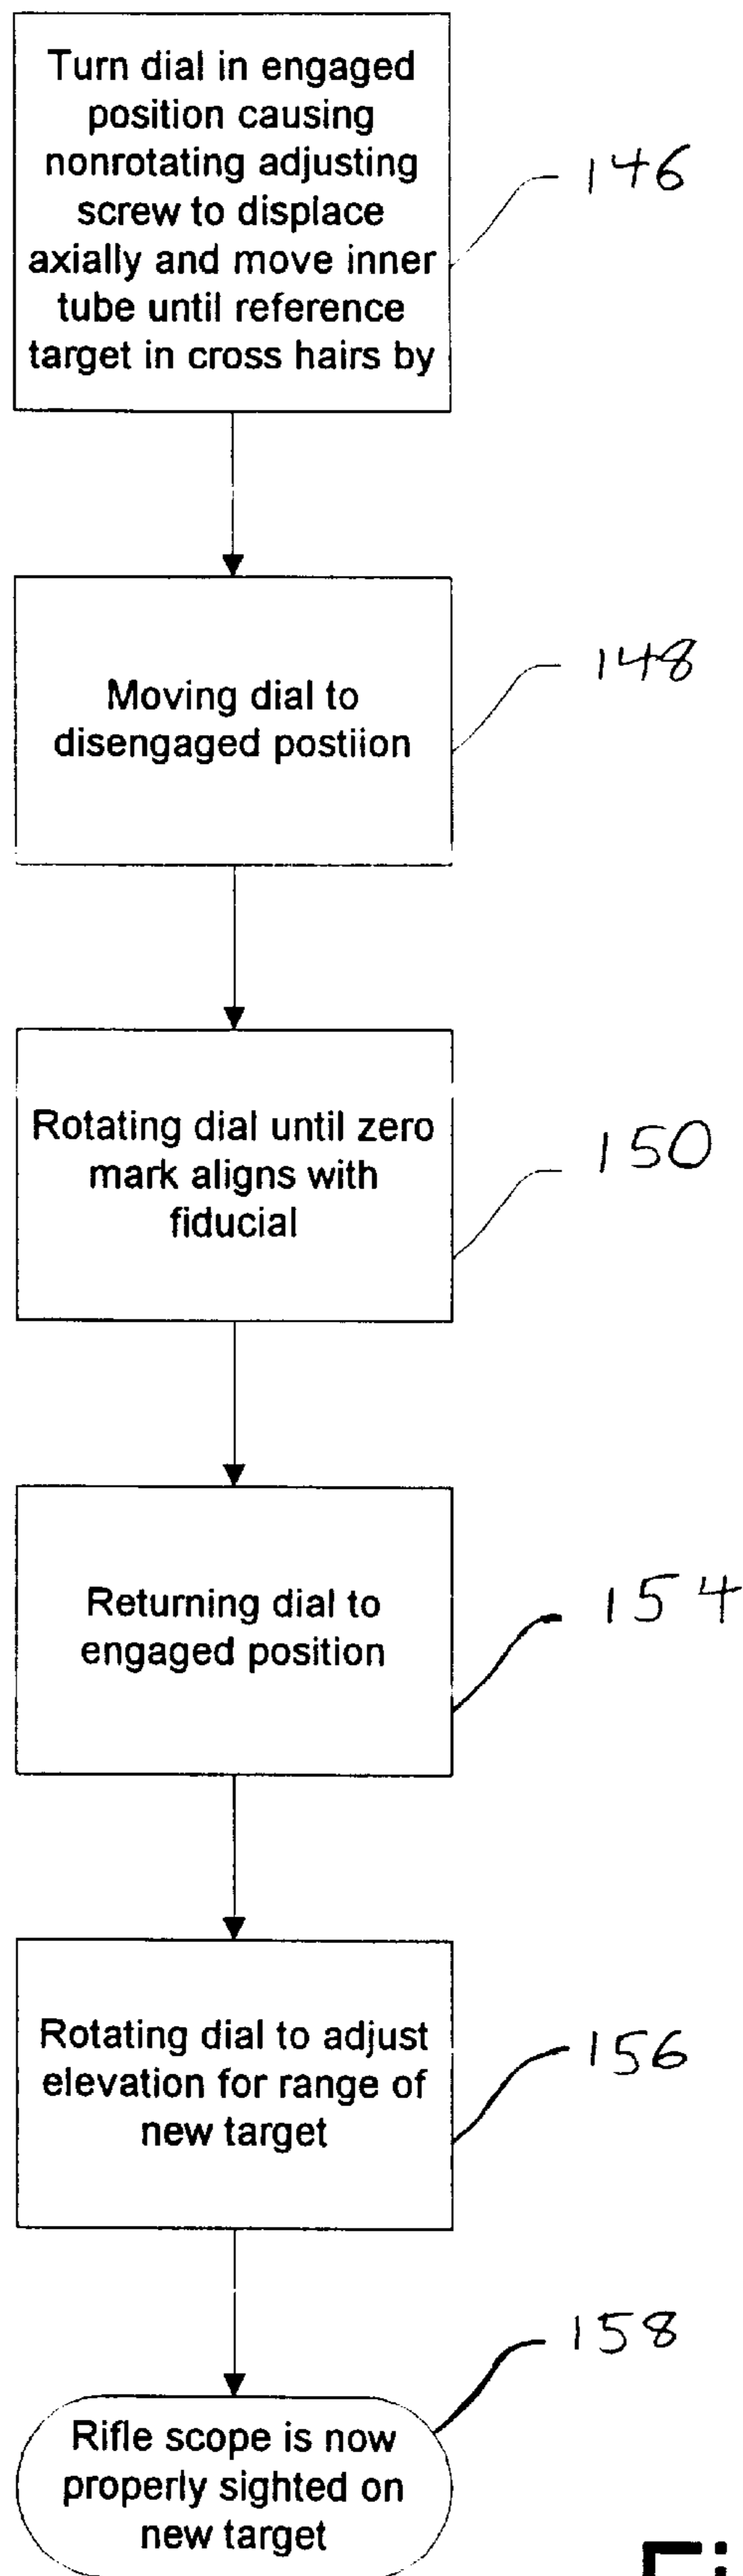 Turn dial in engaged
position causing
nonrotating adjusting
screw to displace
axially and move inner
tube until reference
target in cross hairs by
146
Moving dial to
disengaged postiion
148
Rotating dial until zero
mark aligns with
fiducial
150
Returning dial to
engaged position
154
Rotating dial to adjust
elevation for range of
new target
156
158
Rifle scope is now
properly sighted on
new target